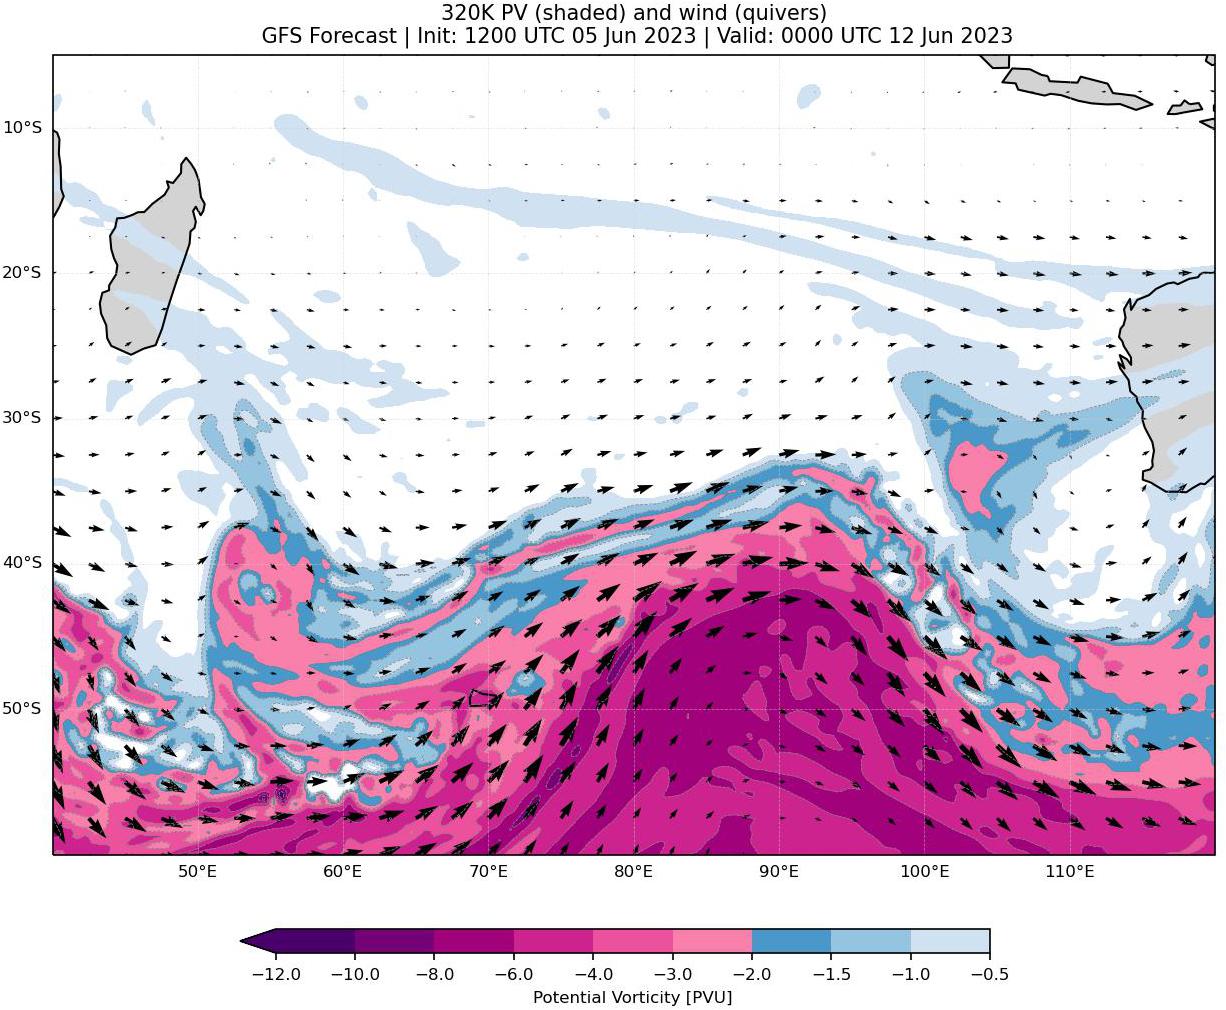 320K PV (shaded) and wind (quivers)
GFS Forecast | Init: 1200 UTC 05 Jun 2023 | Valid: 0000 UTC 12 Jun 2023
10°S
20°S
30°S
40°S
50°S
50°E 60°E 70°E 80°E 90°E 100°E 110°E
−12.0 −10.0 −8.0 −6.0 −4.0 −3.0 −2.0 −1.5 −1.0 −0.5
Potential Vorticity [PVU]